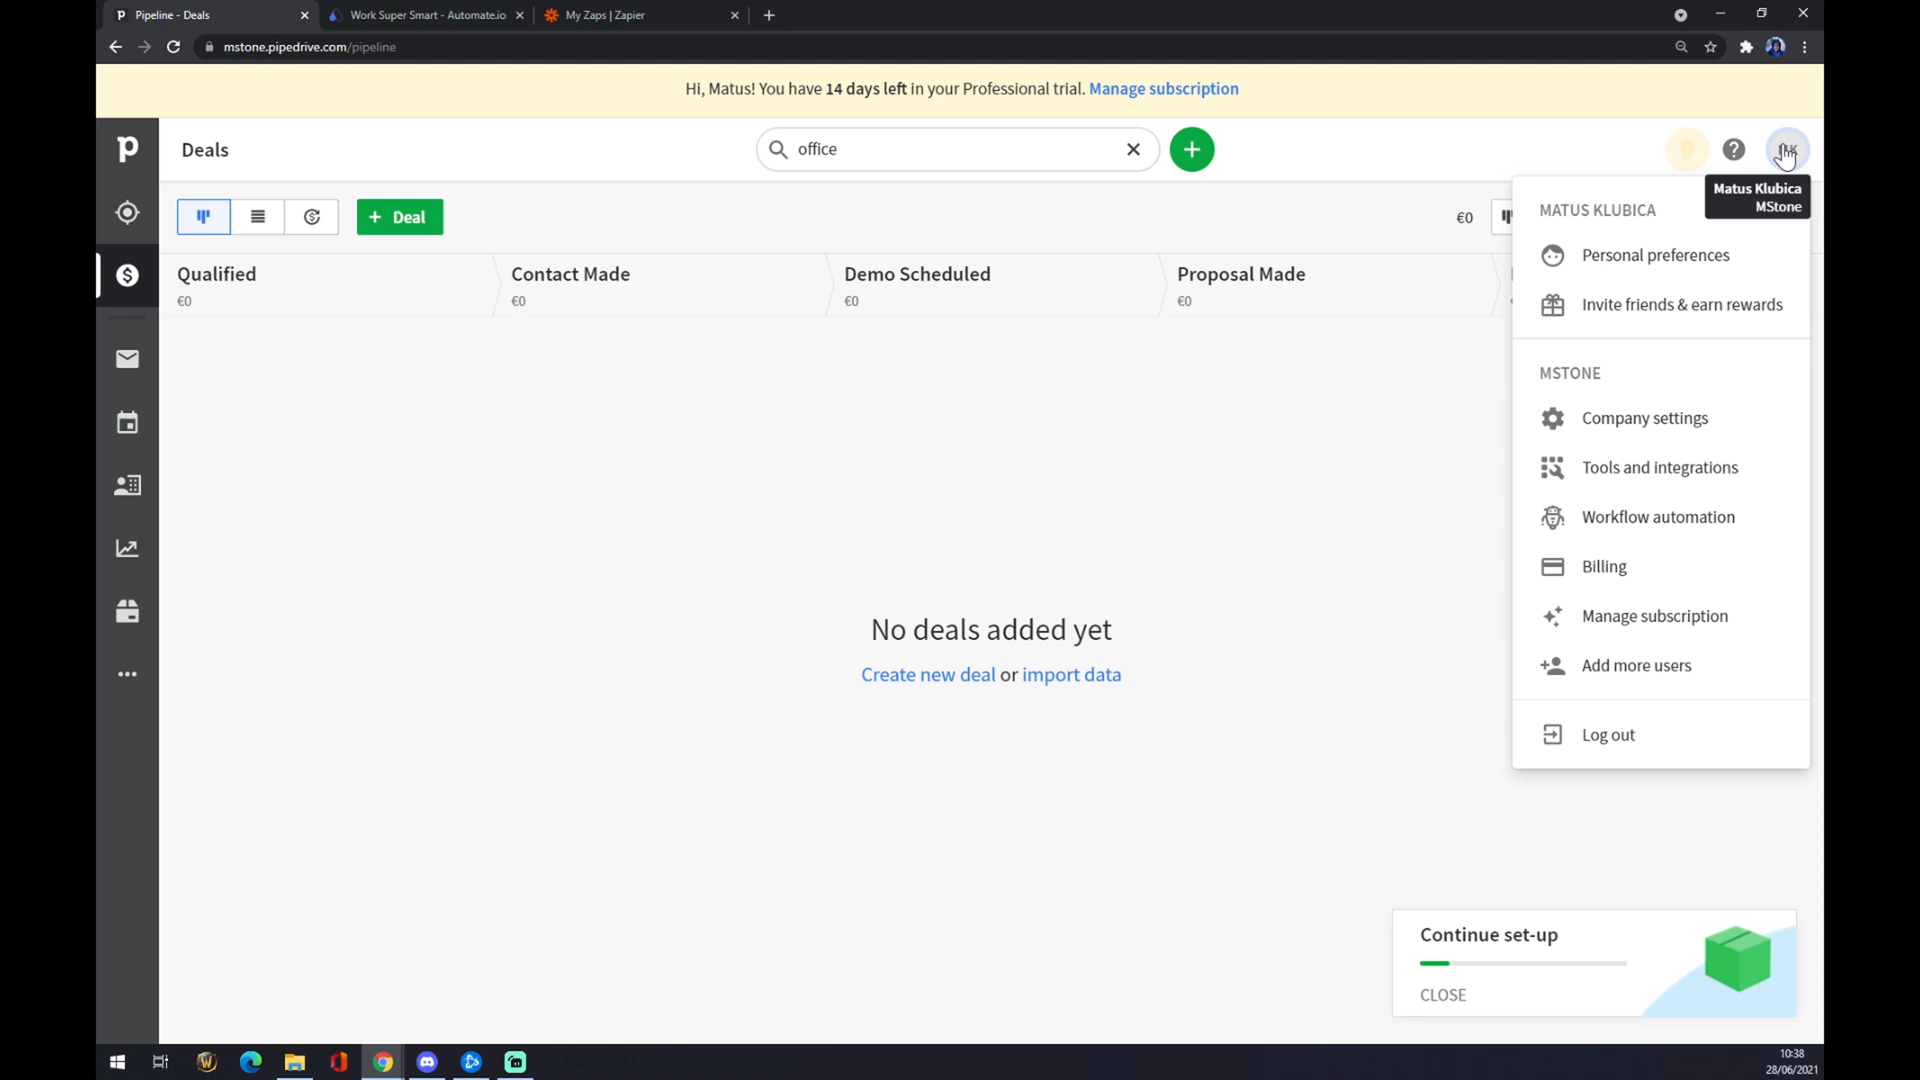 Pipeline - Deals
Work Super Smart - Automate.io
My Zaps | Zapier
mstone.pipedrive.com/pipeline
Hi, Matus! You have 14 days left in your Professional trial. Manage subscription
Deals
office
Matus Klubica
MStone
MATUS KLUBICA
Deal
€0
Personal preferences
Qualified
€0
Contact Made
€0
Demo Scheduled
€0
Proposal Made
€0
Invite friends & earn rewards
MSTONE
Company settings
Tools and integrations
Workflow automation
Billing
Manage subscription
Add more users
Log out
No deals added yet
Create new deal or import data
Continue set-up
CLOSE
10:38
28/06/2021